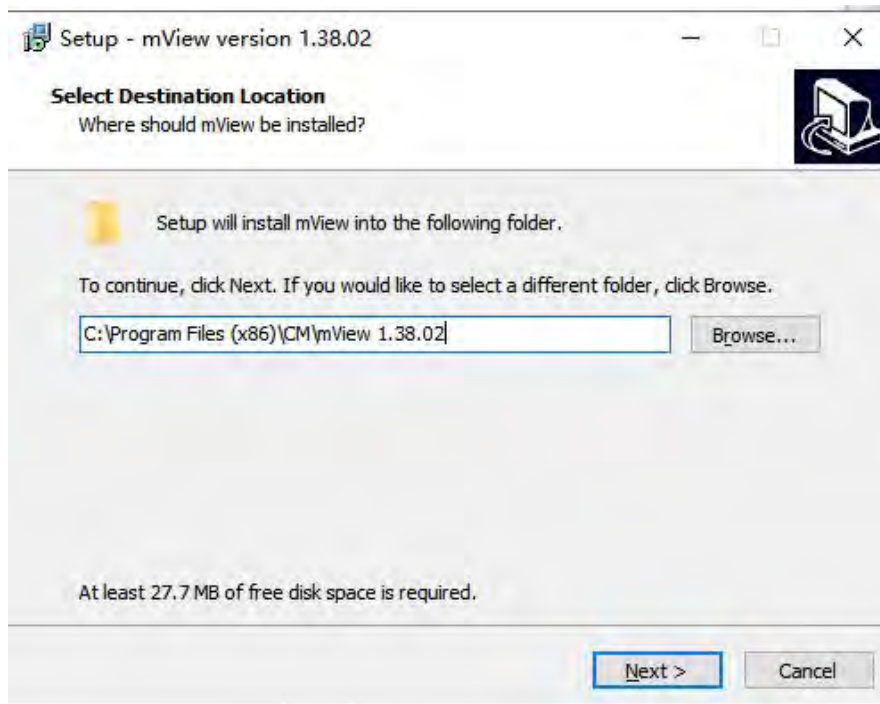 Setup - mView version 1.38.02
Select Destination Location
Where should mView be installed?
Setup will install mView into the following folder.
To continue, click Next. If you would like to select a different folder, click Browse.
C:\Program Files (x86)\CM\mView 1.38.02
Browse...
At least 27.7 MB of free disk space is required.
Next >
Cancel